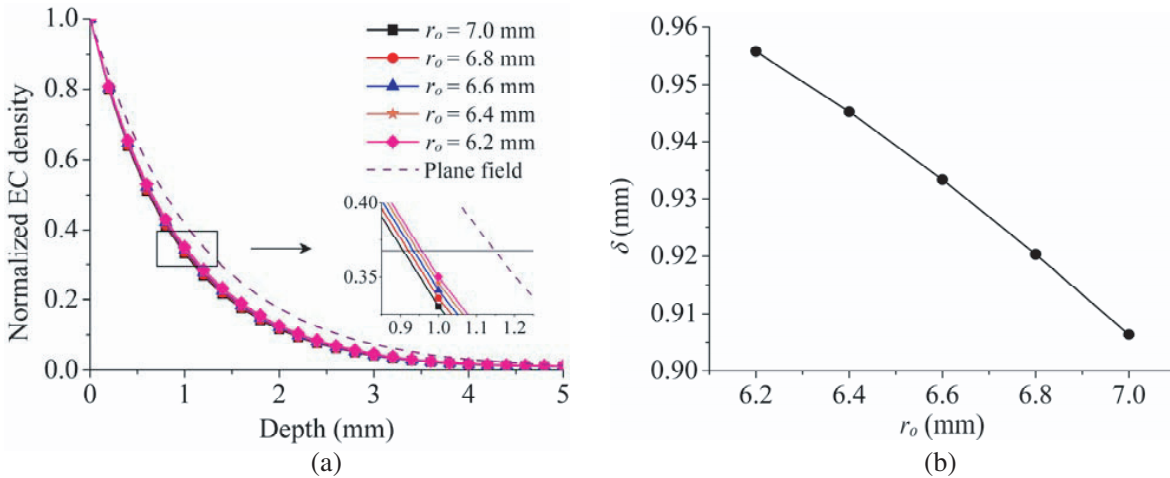 Normalized EC density
1.0
0.8
0.6
0.4
0.2
0.0
0 1 2 3 4 5
Depth (mm)
r_o = 7.0 mm
r_o = 6.8 mm
r_o = 6.6 mm
r_o = 6.4 mm
r_o = 6.2 mm
Plane field
0.40
0.35
0.9 1.0 1.1 1.2
(a)
δ (mm)
0.96
0.95
0.94
0.93
0.92
0.91
0.90
6.2 6.4 6.6 6.8 7.0
r_o (mm)
(b)